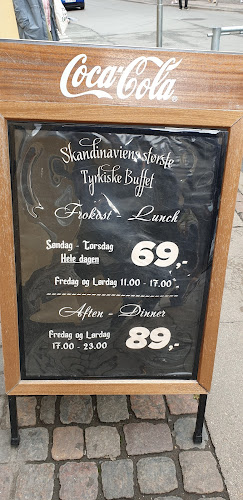 Coca-Cola
Skandinaviens største
Tyrkiske Buffet
Frokost - Lunch
Søndag - Torsdag 69,-
Hele dagen
Fredag og Lørdag 11.00 - 17.00
Aften - Dinner
Fredag og Lørdag 89,-
17.00 - 23.00